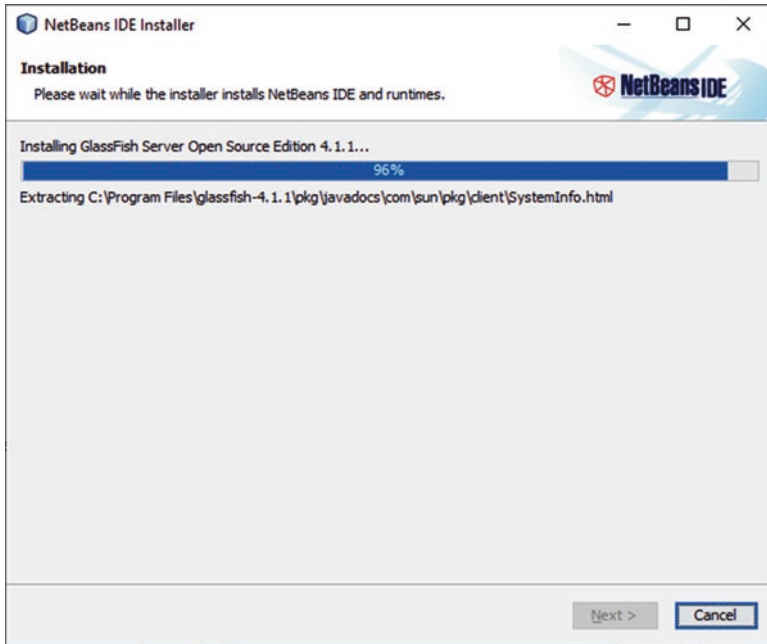 NetBeans IDE Installer
Installation
Please wait while the installer installs NetBeans IDE and runtimes.
NetBeans IDE
Installing GlassFish Server Open Source Edition 4.1.1...
96%
Extracting C:\Program Files\glassfish-4.1.1\pkg\javadocs\com\sun\pkg\client\SystemInfo.html
Next >
Cancel